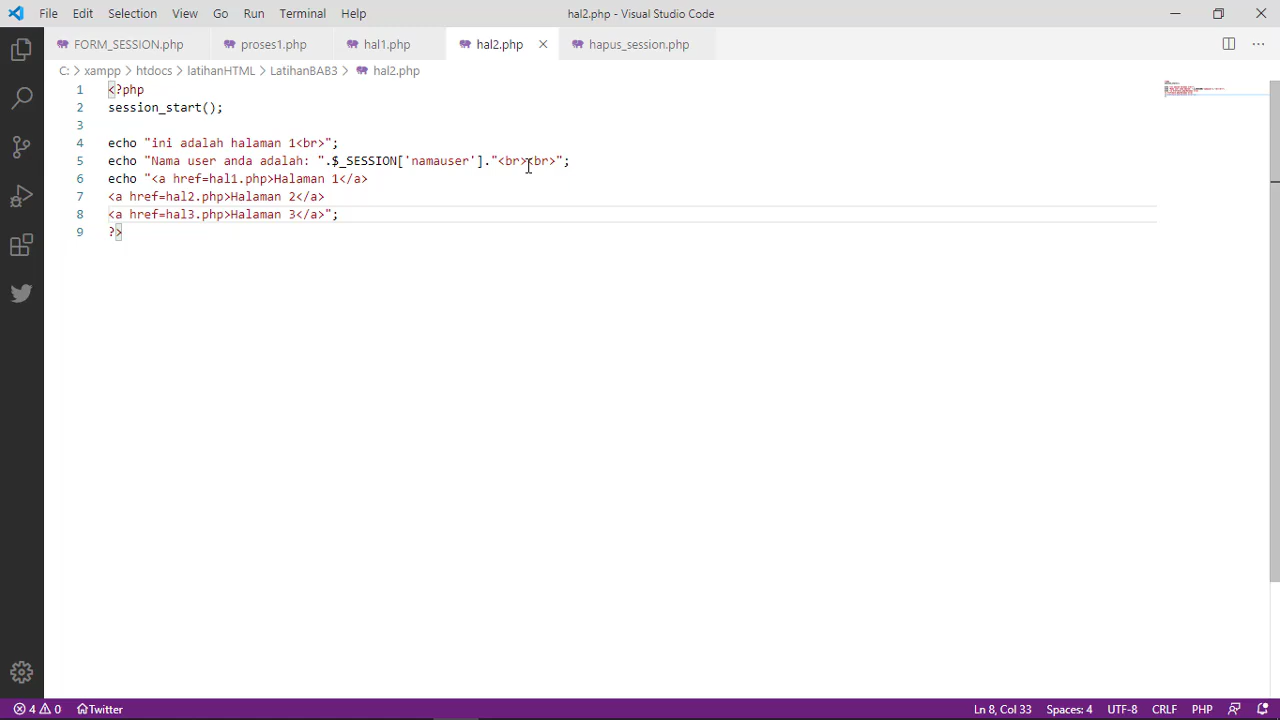 File Edit Selection View Go Run Terminal Help hal2.php - Visual Studio Code
FORM_SESSION.php proses1.php hal1.php hal2.php hapus_session.php
C: > xampp > htdocs > latihanHTML > LatihanBAB3 > hal2.php
1 <?php
2 session_start();
3
4 echo "ini adalah halaman 1<br>";
5 echo "Nama user anda adalah: ".$_SESSION['namauser']."<br><br>";
6 echo "<a href=hal1.php>Halaman 1</a>
7 <a href=hal2.php>Halaman 2</a>
8 <a href=hal3.php>Halaman 3</a>";
9 ?>
4 0 Twitter Ln 8, Col 33 Spaces: 4 UTF-8 CRLF PHP